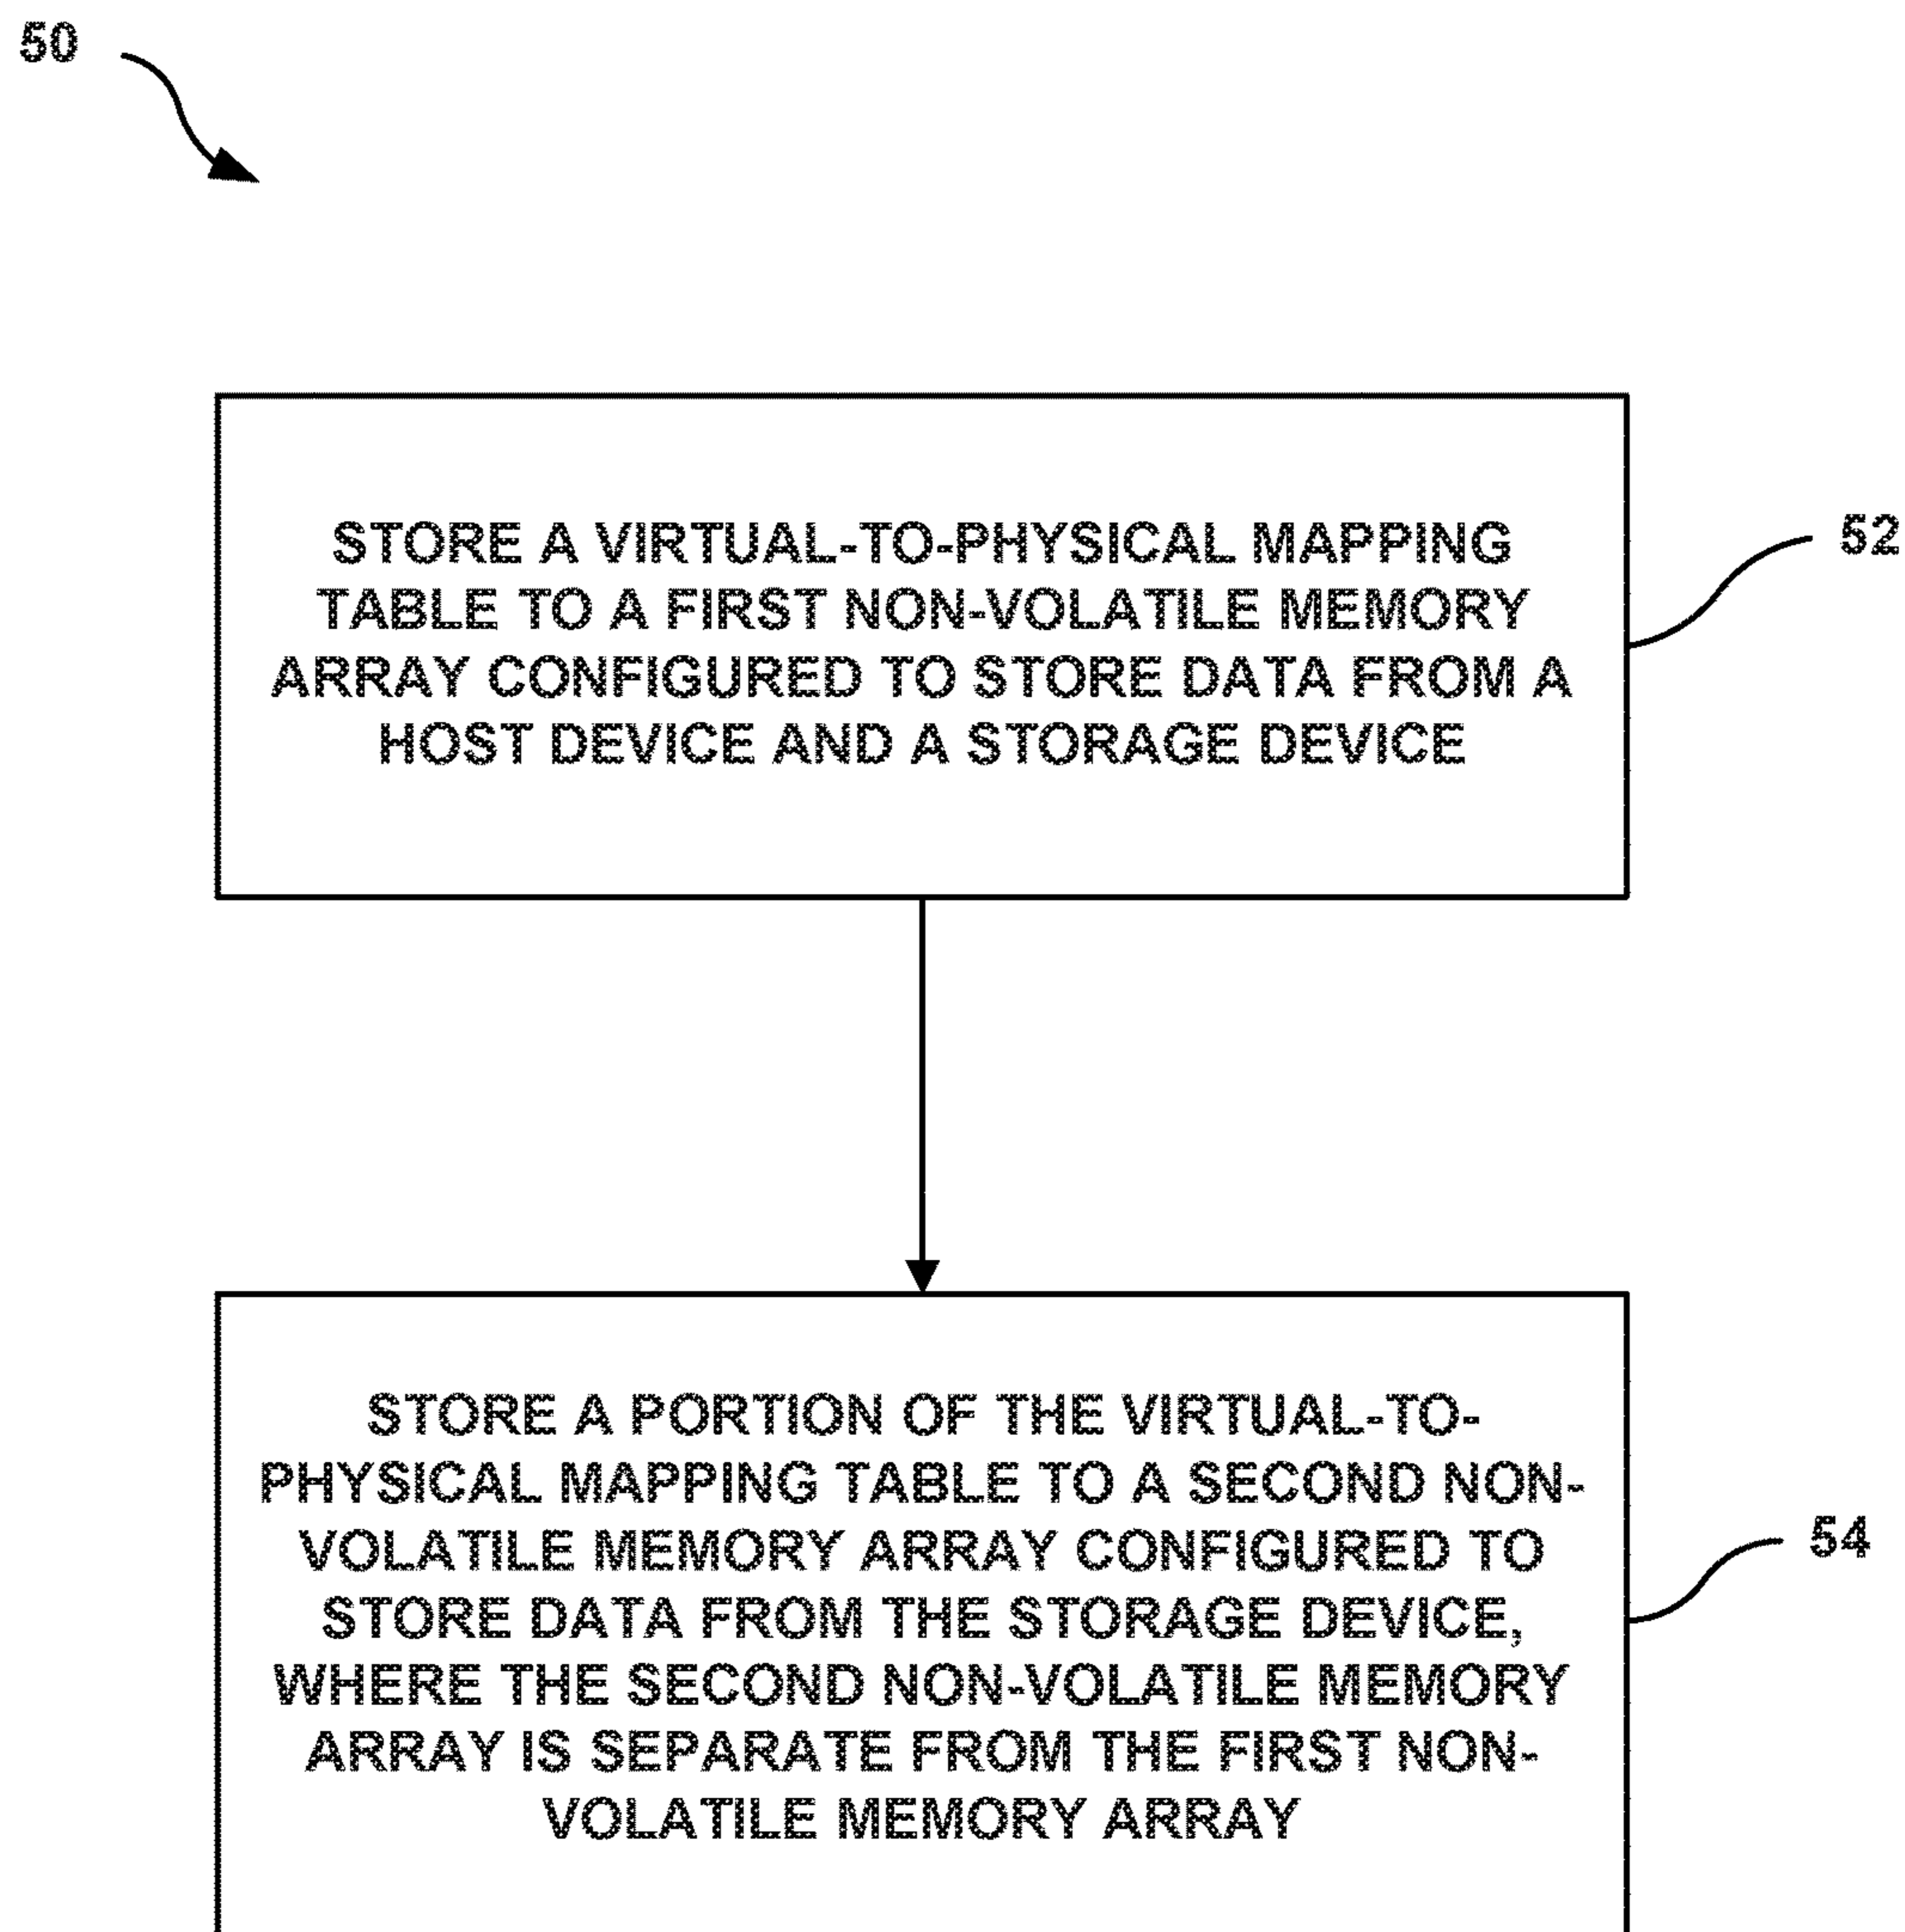 50
STORE A VIRTUAL-TO-PHYSICAL MAPPING
TABLE TO A FIRST NON-VOLATILE MEMORY
ARRAY CONFIGURED TO STORE DATA FROM A
HOST DEVICE AND A STORAGE DEVICE
52
STORE A PORTION OF THE VIRTUAL-TO-
PHYSICAL MAPPING TABLE TO A SECOND NON-
VOLATILE MEMORY ARRAY CONFIGURED TO
STORE DATA FROM THE STORAGE DEVICE,
WHERE THE SECOND NON-VOLATILE MEMORY
ARRAY IS SEPARATE FROM THE FIRST NON-
VOLATILE MEMORY ARRAY
54